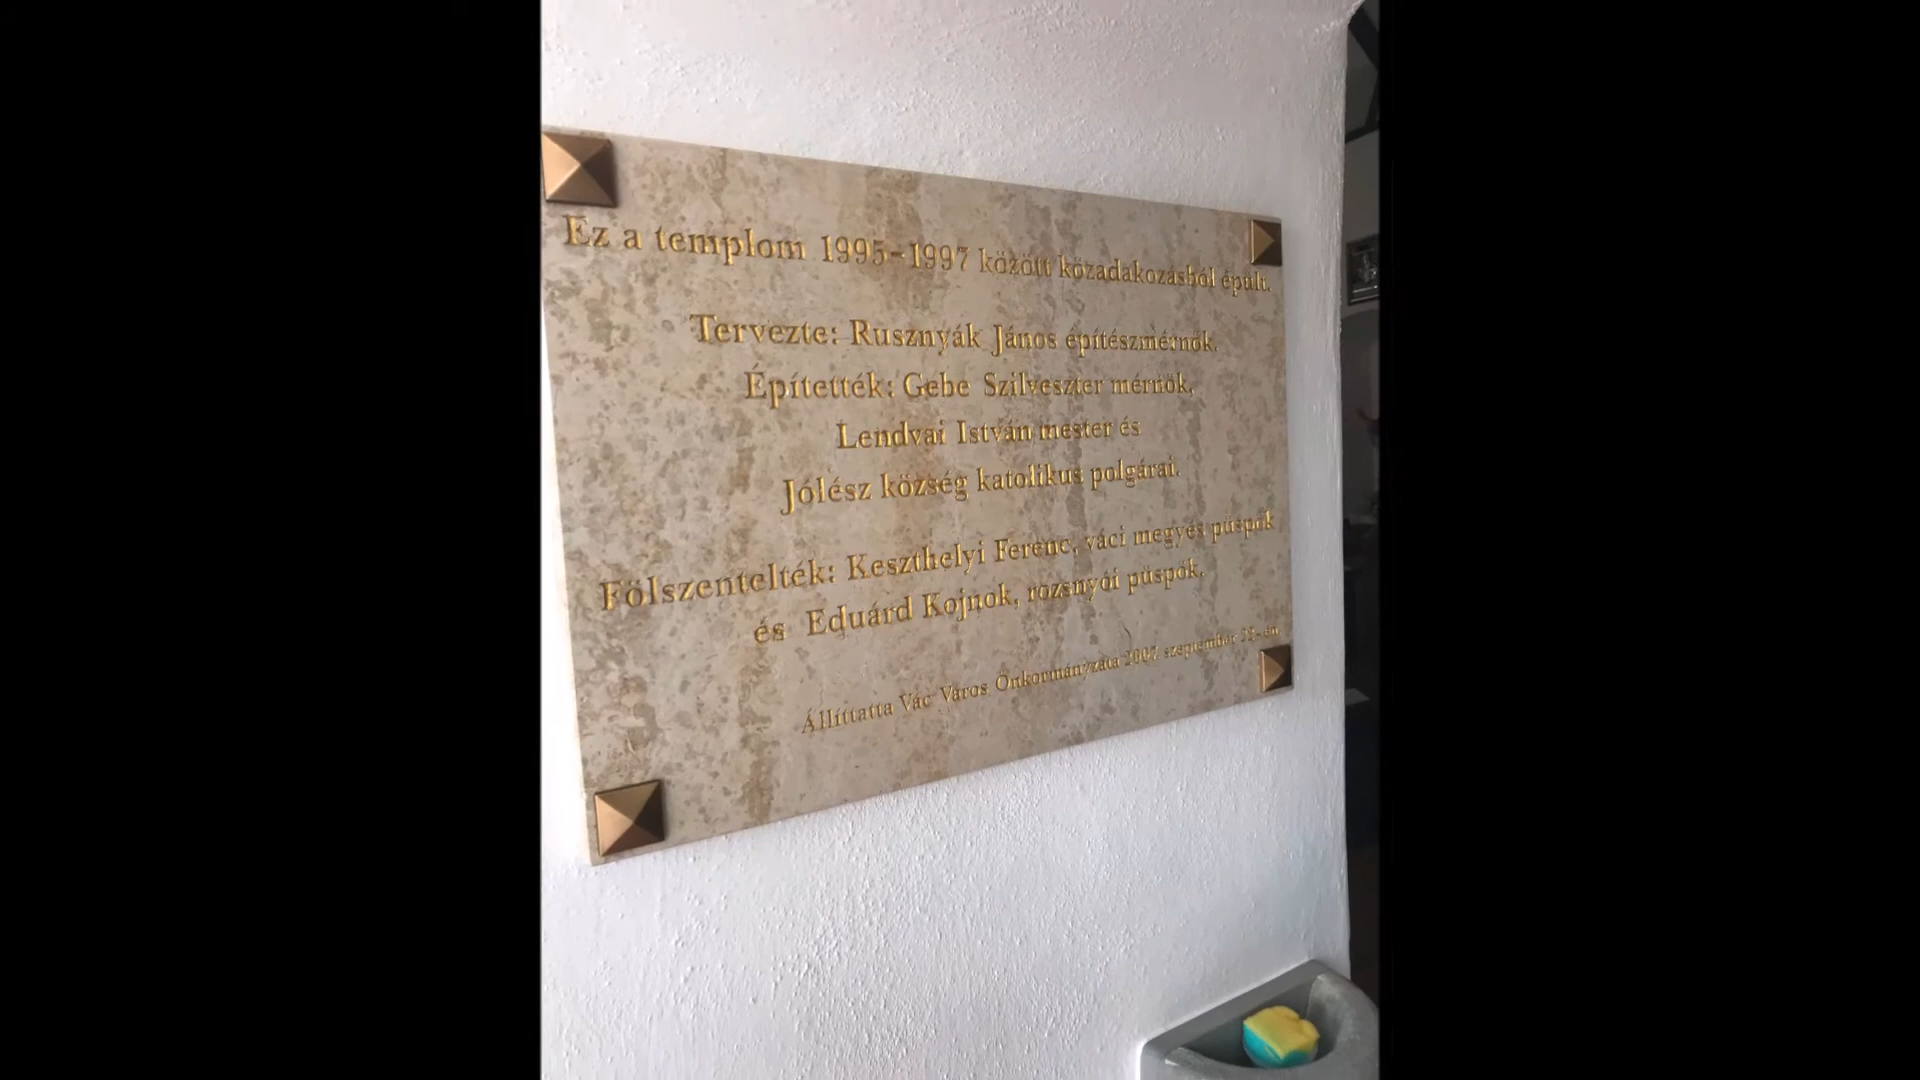 Ez a templom 1995-1997 között közadakozásból épült.
Tervezte: Rusznyák János építészmérnök.
Építették: Gebe Szilveszter mérnök,
Lendvai István mester és
Jólész község katolikus polgárai.
Fölszentelték: Keszthelyi Ferenc, váci megyés püspök
és Eduárd Kojnok, rozsnyói püspök.
Állíttatta Vác Város Önkormányzata 2007 szeptember